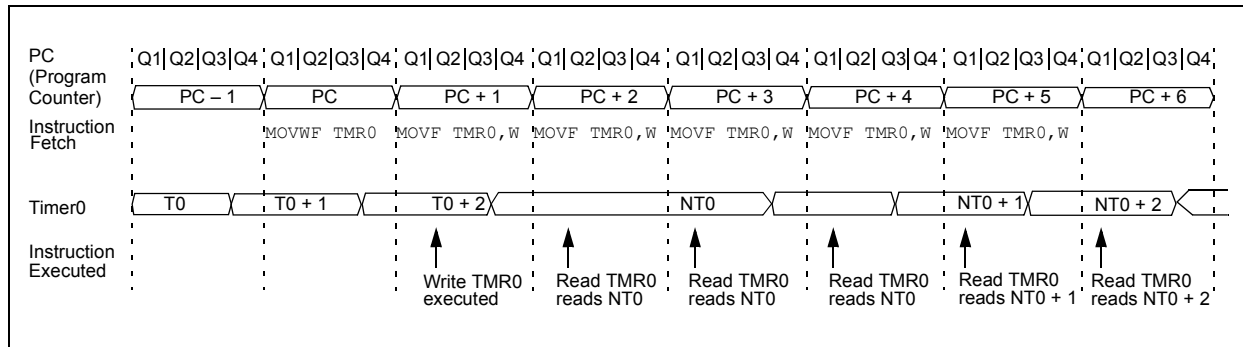 PC (Program Counter)
Q1 Q2 Q3 Q4 Q1 Q2 Q3 Q4 Q1 Q2 Q3 Q4 Q1 Q2 Q3 Q4 Q1 Q2 Q3 Q4 Q1 Q2 Q3 Q4 Q1 Q2 Q3 Q4 Q1 Q2 Q3 Q4
PC – 1 PC PC + 1 PC + 2 PC + 3 PC + 4 PC + 5 PC + 6
Instruction Fetch
MOVWF TMR0 MOVF TMR0,W MOVF TMR0,W MOVF TMR0,W MOVF TMR0,W MOVF TMR0,W
Timer0
T0 T0 + 1 T0 + 2 NT0 NT0 + 1 NT0 + 2
Instruction Executed
Write TMR0 executed
Read TMR0 reads NT0
Read TMR0 reads NT0
Read TMR0 reads NT0
Read TMR0 reads NT0 + 1
Read TMR0 reads NT0 + 2